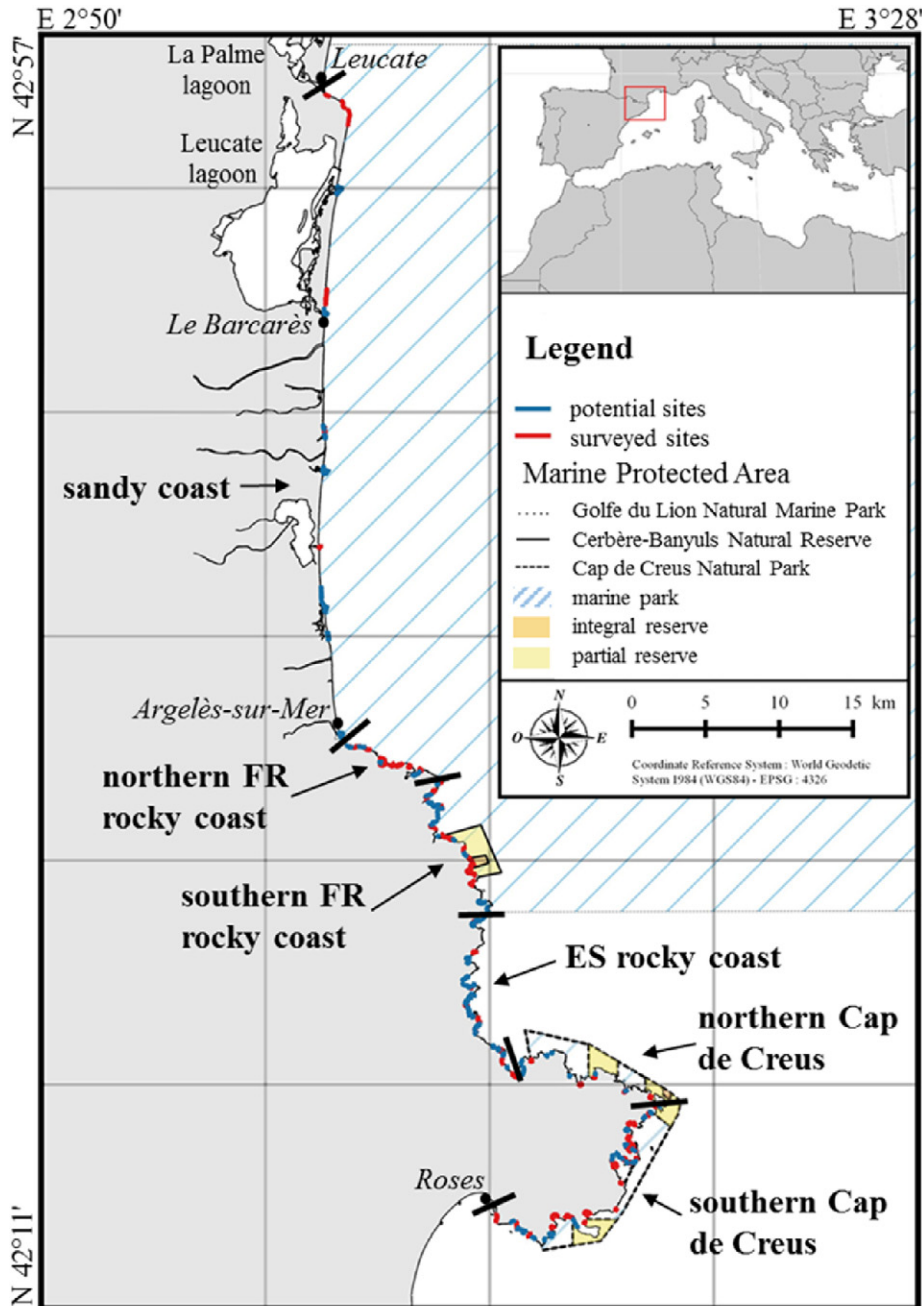 E 2°50'
E 3°28'
N 42°57'
La Palme
lagoon
Leucate
Leucate
lagoon
Le Barcarès
sandy coast
Argelès-sur-Mer
northern FR
rocky coast
southern FR
rocky coast
ES rocky coast
northern Cap
de Creus
Roses
southern Cap
de Creus
N 42°11'
Legend
potential sites
surveyed sites
Marine Protected Area
Golfe du Lion Natural Marine Park
Cerbère-Banyuls Natural Reserve
Cap de Creus Natural Park
marine park
integral reserve
partial reserve
N
O
E
S
0 5 10 15 km
Coordinate Reference System : World Geodetic
System 1984 (WGS84) - EPSG : 4326